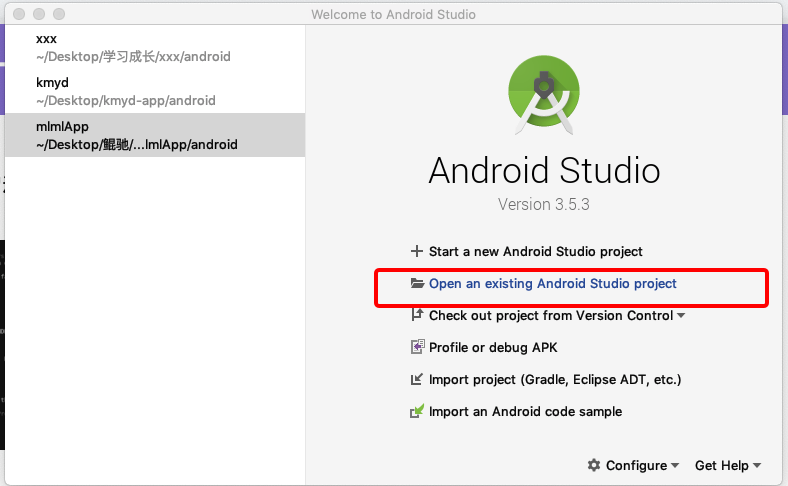 Welcome to Android Studio
xxx
~/Desktop/学习成长/xxx/android
kmyd
~/Desktop/kmyd-app/android
mlmlApp
~/Desktop/鲲驰/...lmlApp/android
Android Studio
Version 3.5.3
Start a new Android Studio project
Open an existing Android Studio project
Check out project from Version Control
Profile or debug APK
Import project (Gradle, Eclipse ADT, etc.)
Import an Android code sample
Configure
Get Help